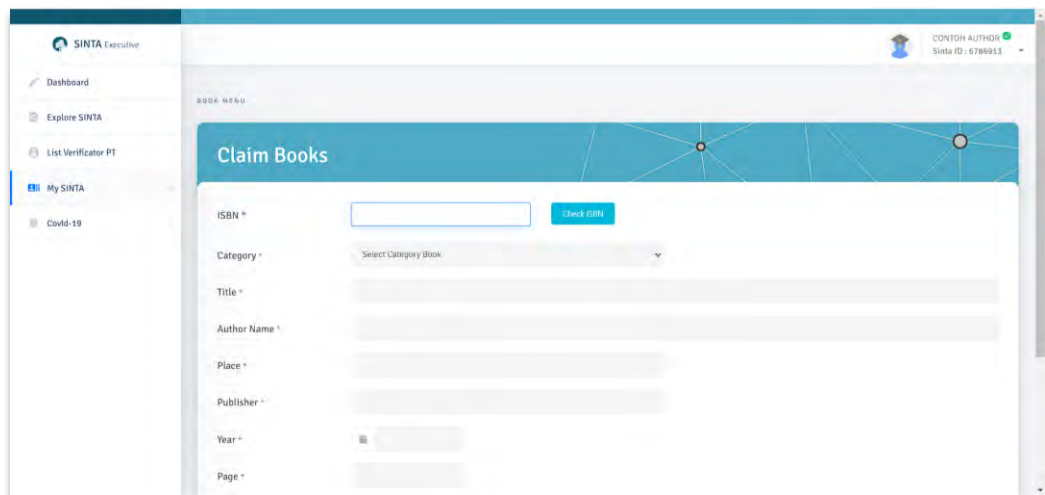 SINTA Executive
CONTOH AUTHOR
Sinta ID : 6786911
Dashboard
Explore SINTA
List Verificator PT
My SINTA
Covid-19
BOOK MENU
Claim Books
ISBN *
Check ISBN
Category *
Select Category Book
Title *
Author Name *
Place *
Publisher *
Year *
Page *